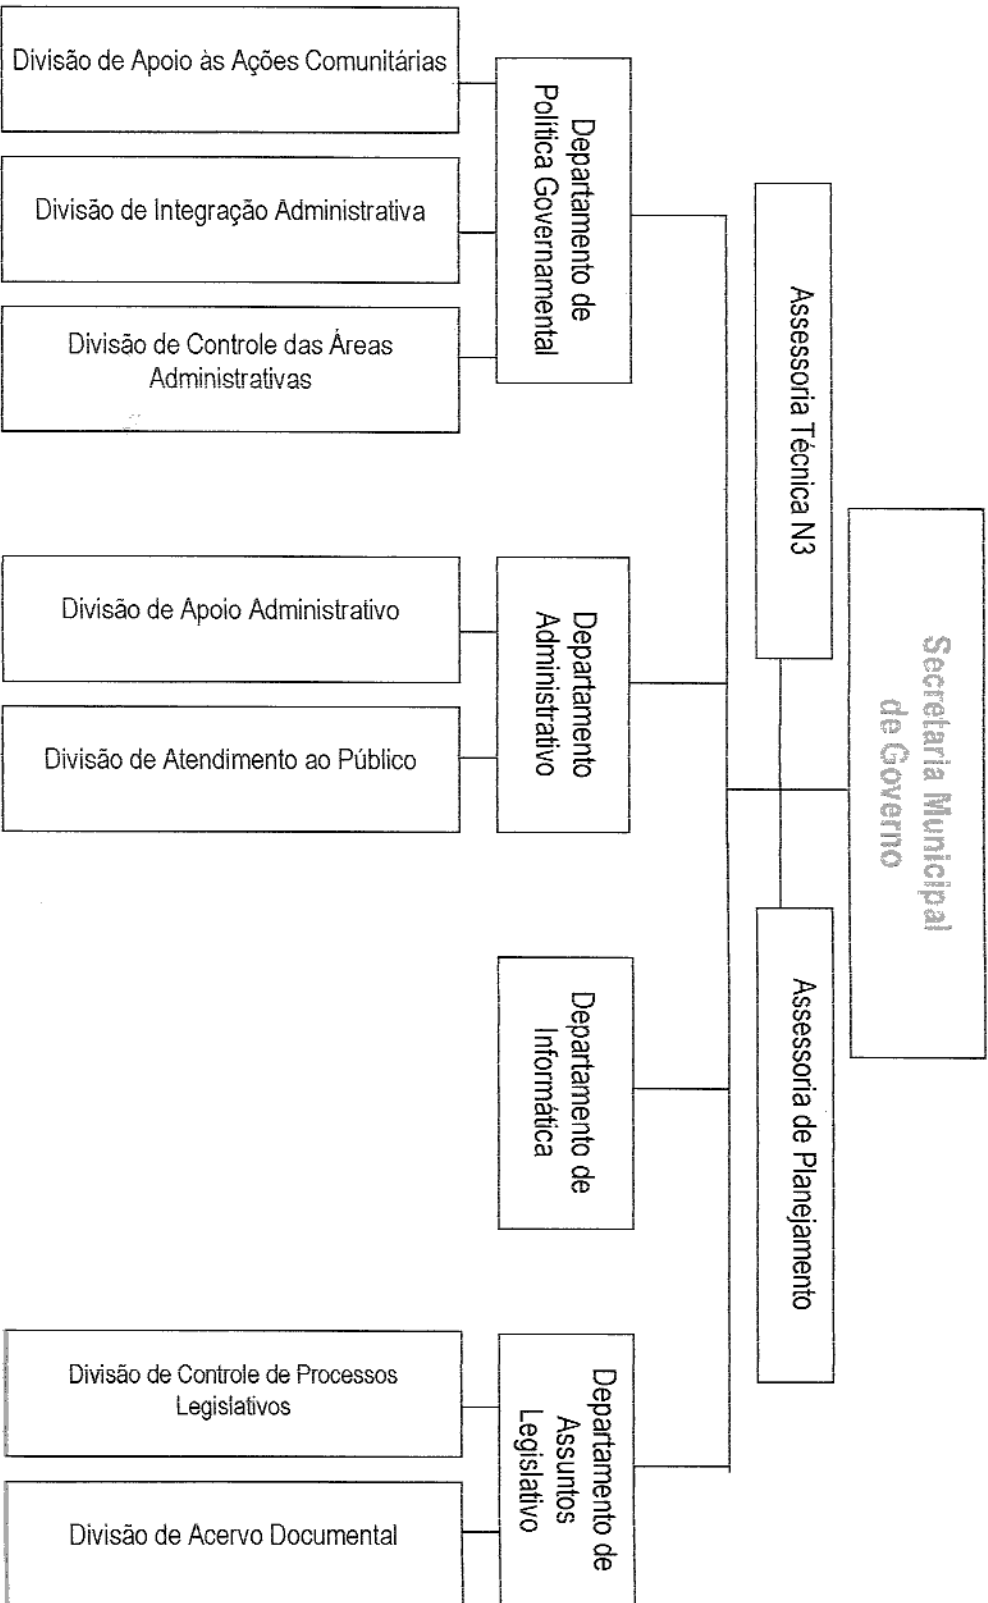 Secretaria Municipal
de Governo
Assessoria Técnica N3
Assessoria de Planejamento
Departamento de
Política Governamental
Divisão de Apoio às Ações Comunitárias
Divisão de Integração Administrativa
Divisão de Controle das Áreas
Administrativas
Departamento
Administrativo
Divisão de Apoio Administrativo
Divisão de Atendimento ao Público
Departamento de
Informática
Departamento de
Assuntos
Legislativo
Divisão de Controle de Processos
Legislativos
Divisão de Acervo Documental